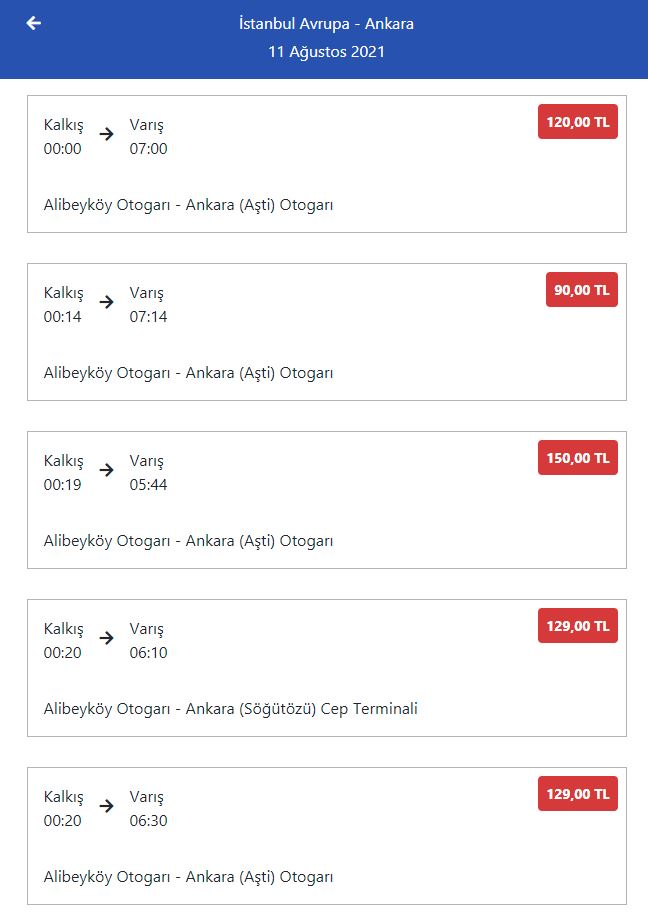 İstanbul Avrupa - Ankara
11 Ağustos 2021
Kalkış Varış 120,00 TL
00:00 07:00
Alibeyköy Otogarı - Ankara (Aşti) Otogarı
Kalkış Varış 90,00 TL
00:14 07:14
Alibeyköy Otogarı - Ankara (Aşti) Otogarı
Kalkış Varış 150,00 TL
00:19 05:44
Alibeyköy Otogarı - Ankara (Aşti) Otogarı
Kalkış Varış 129,00 TL
00:20 06:10
Alibeyköy Otogarı - Ankara (Söğütözü) Cep Terminali
Kalkış Varış 129,00 TL
00:20 06:30
Alibeyköy Otogarı - Ankara (Aşti) Otogarı